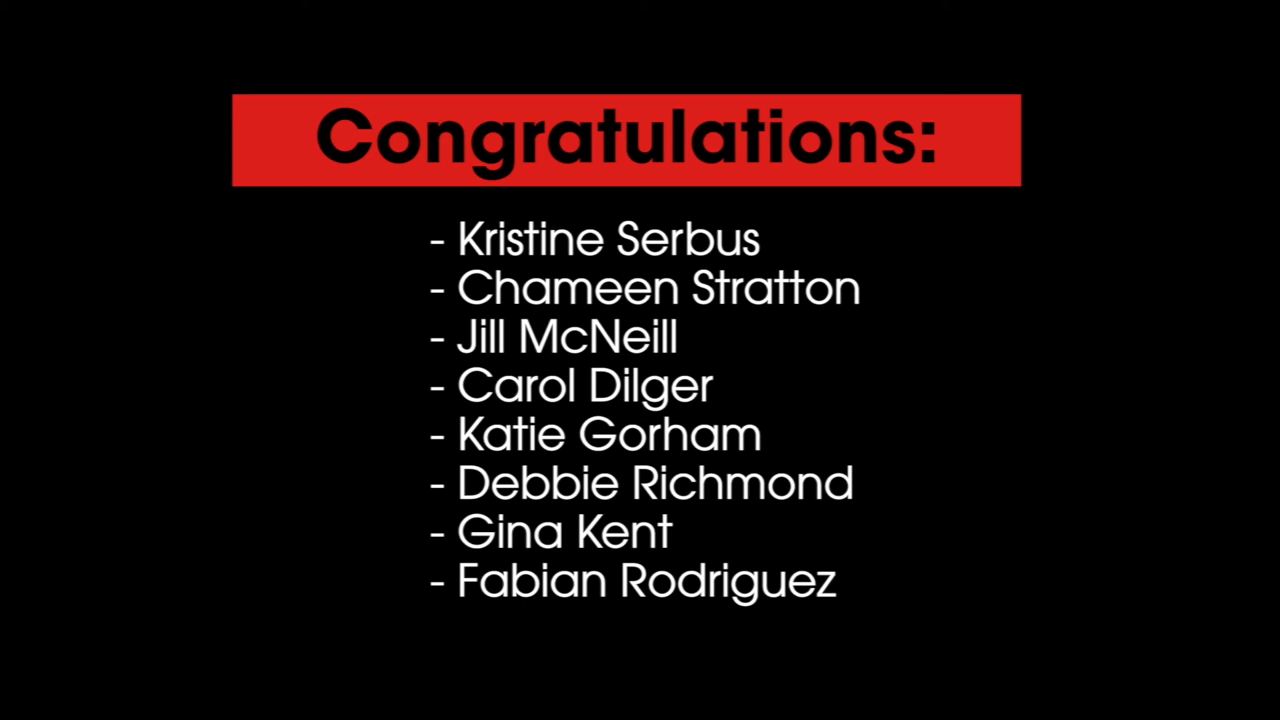 Congratulations:
- Kristine Serbus
- Chameen Stratton
- Jill McNeill
- Carol Dilger
- Katie Gorham
- Debbie Richmond
- Gina Kent
- Fabian Rodriguez